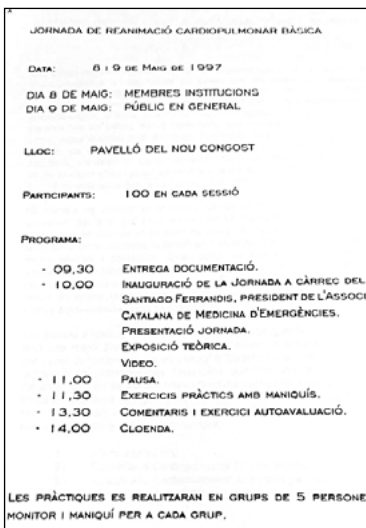 JORNADA DE REANIMACIÓ CARDIOPULMONAR BÀSICA
DATA: 8 I 9 DE MAIG DE 1997
DIA 8 DE MAIG: MEMBRES INSTITUCIONS
DIA 9 DE MAIG: PÚBLIC EN GENERAL
LLOC: PAVELLÓ DEL NOU CONGOST
PARTICIPANTS: 100 EN CADA SESSIÓ
PROGRAMA:
- 09,30 ENTREGA DOCUMENTACIÓ.
- 10,00 INAUGURACIÓ DE LA JORNADA A CÀRREC DEL
SANTIAGO FERRANDIS, PRESIDENT DE L'ASSOCI
CATALANA DE MEDICINA D'EMERGÈNCIES.
PRESENTACIÓ JORNADA.
EXPOSICIÓ TEÒRICA.
VIDEO.
- 11,00 PAUSA.
- 11,30 EXERCICIS PRÀCTICS AMB MANIQUÍS.
- 13,30 COMENTARIS I EXERCICI AUTOAVALUACIÓ.
- 14,00 CLOENDA.
LES PRÀCTIQUES ES REALITZARAN EN GRUPS DE 5 PERSONE
MONITOR I MANIQUÍ PER A CADA GRUP.